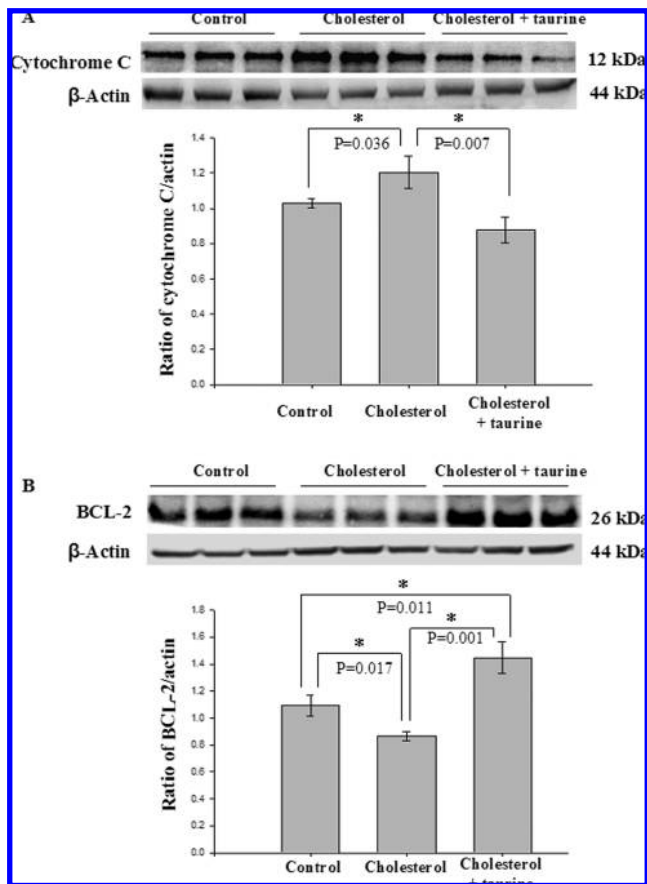 A
Control Cholesterol Cholesterol + taurine
Cytochrome C 12 kDa
β-Actin 44 kDa
* *
P=0.036 P=0.007
Ratio of cytochrome C/actin
1.4
1.2
1.0
0.8
0.6
0.4
0.2
0.0
Control Cholesterol Cholesterol
+ taurine
B
Control Cholesterol Cholesterol + taurine
BCL-2 26 kDa
β-Actin 44 kDa
*
P=0.011
* *
P=0.017 P=0.001
Ratio of BCL-2/actin
1.8
1.6
1.4
1.2
1.0
0.8
0.6
0.4
0.2
0.0
Control Cholesterol Cholesterol
+ taurine